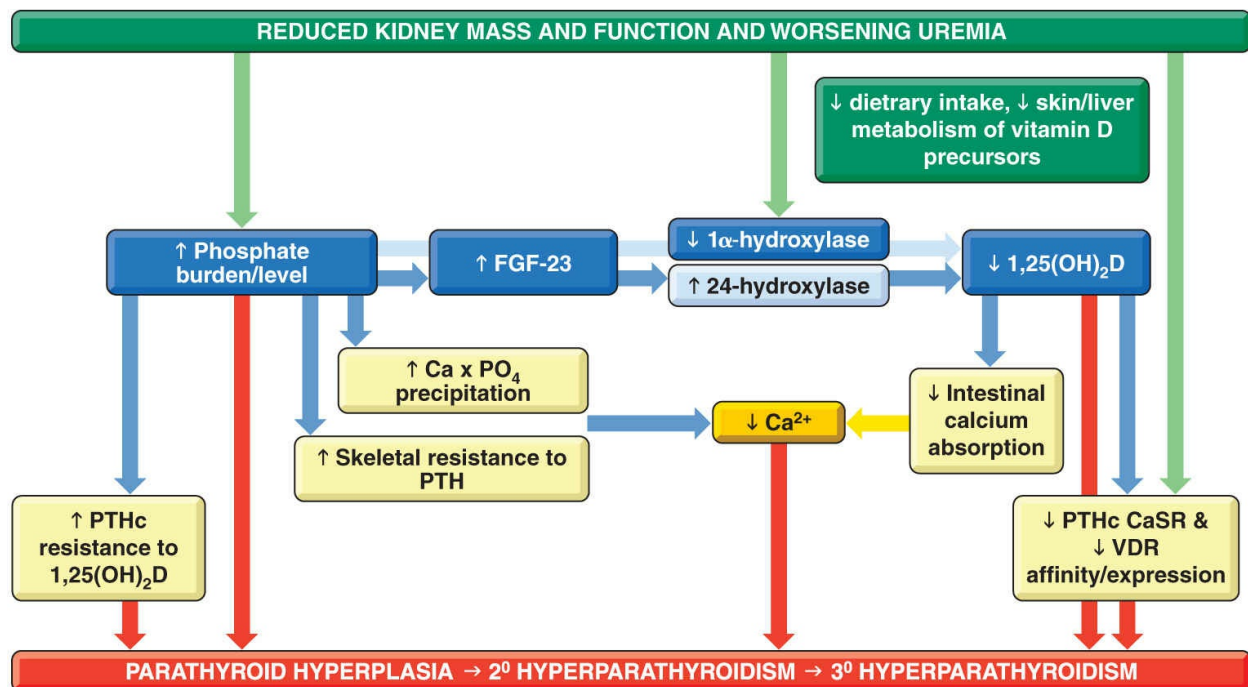 REDUCED KIDNEY MASS AND FUNCTION AND WORSENING UREMIA
↓ dietrary intake, ↓ skin/liver
metabolism of vitamin D
precursors
↑ Phosphate
burden/level
↑ FGF-23
↓ 1α-hydroxylase
↑ 24-hydroxylase
↓ 1,25(OH)₂D
↑ Ca x PO₄
precipitation
↑ Skeletal resistance to
PTH
↓ Ca²⁺
↓ Intestinal
calcium
absorption
↑ PTHc
resistance to
1,25(OH)₂D
↓ PTHc CaSR &
↓ VDR
affinity/expression
PARATHYROID HYPERPLASIA → 2⁰ HYPERPARATHYROIDISM → 3⁰ HYPERPARATHYROIDISM